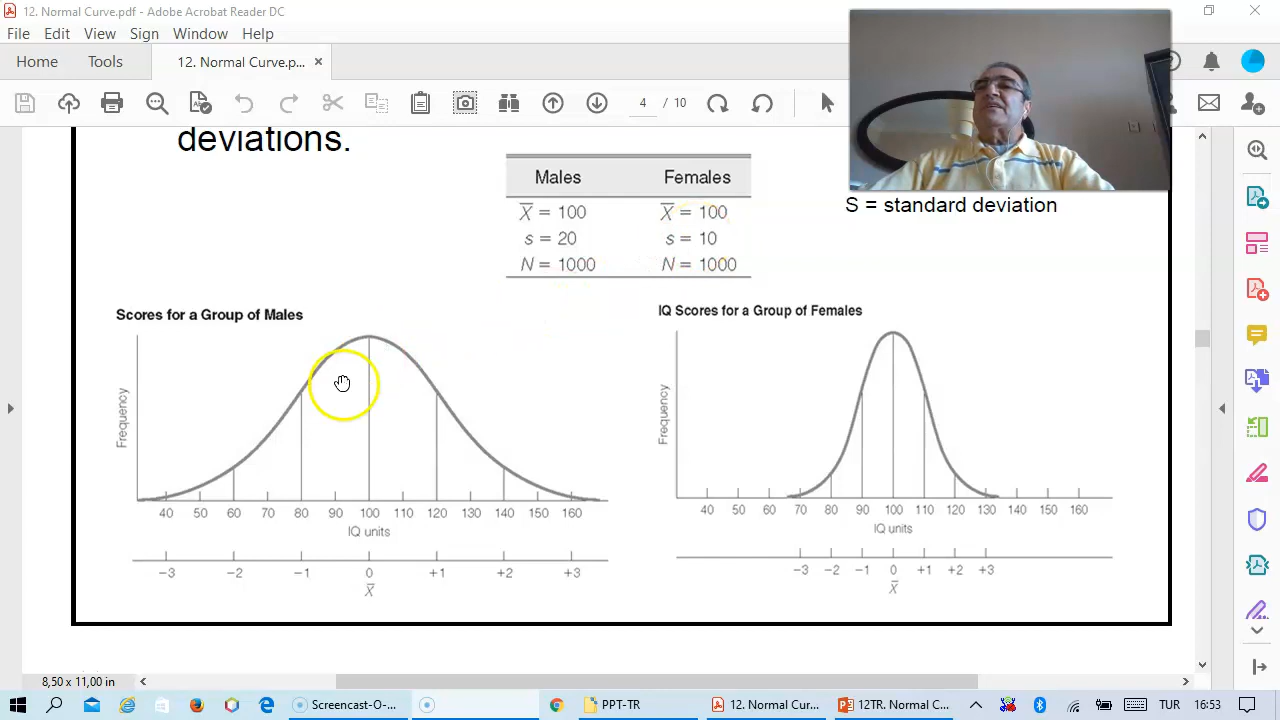 12. Normal Curve.pdf - Adobe Acrobat Reader DC
File Edit View Sign Window Help
Home Tools 12. Normal Curve.p... ×
4 / 10
deviations.
Males Females
X̅ = 100 X̅ = 100
s = 20 s = 10
N = 1000 N = 1000
S = standard deviation
Scores for a Group of Males
Frequency
40 50 60 70 80 90 100 110 120 130 140 150 160
IQ units
−3 −2 −1 0 +1 +2 +3
X̅
IQ Scores for a Group of Females
Frequency
40 50 60 70 80 90 100 110 120 130 140 150 160
IQ units
−3 −2 −1 0 +1 +2 +3
X̅
8,50 x 11,00 in
Screencast-O-... PPT-TR 12. Normal Cur... 12TR. Normal C... TUR 16:53